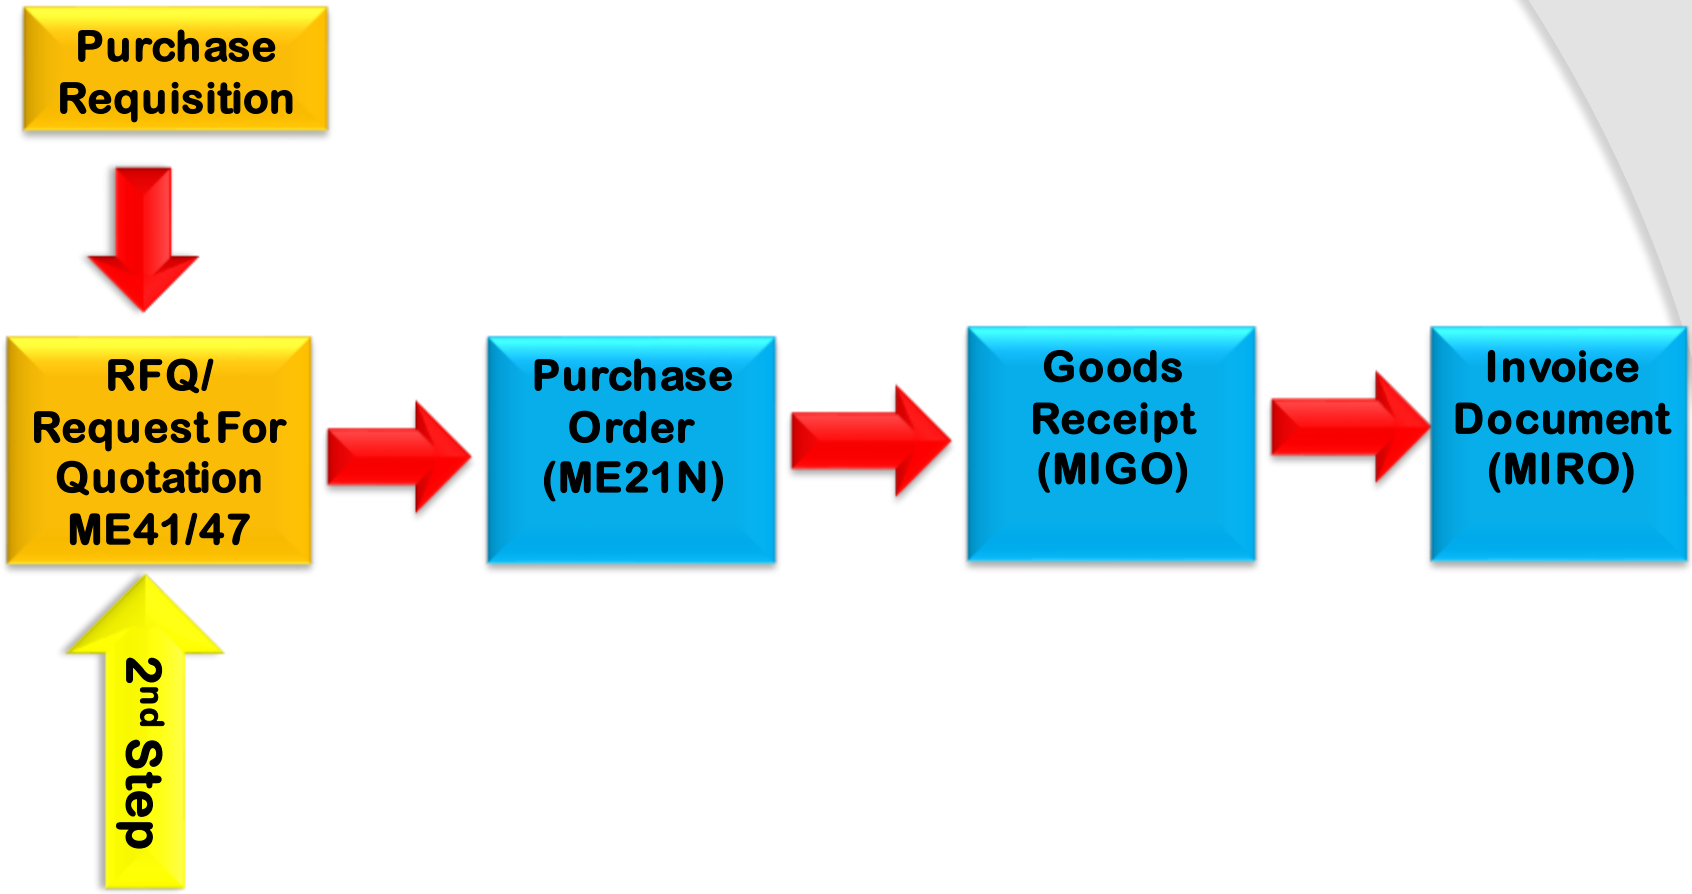 Purchase
Requisition
RFQ/
Request For
Quotation
ME41/47
Purchase
Order
(ME21N)
Goods
Receipt
(MIGO)
Invoice
Document
(MIRO)
2nd Step